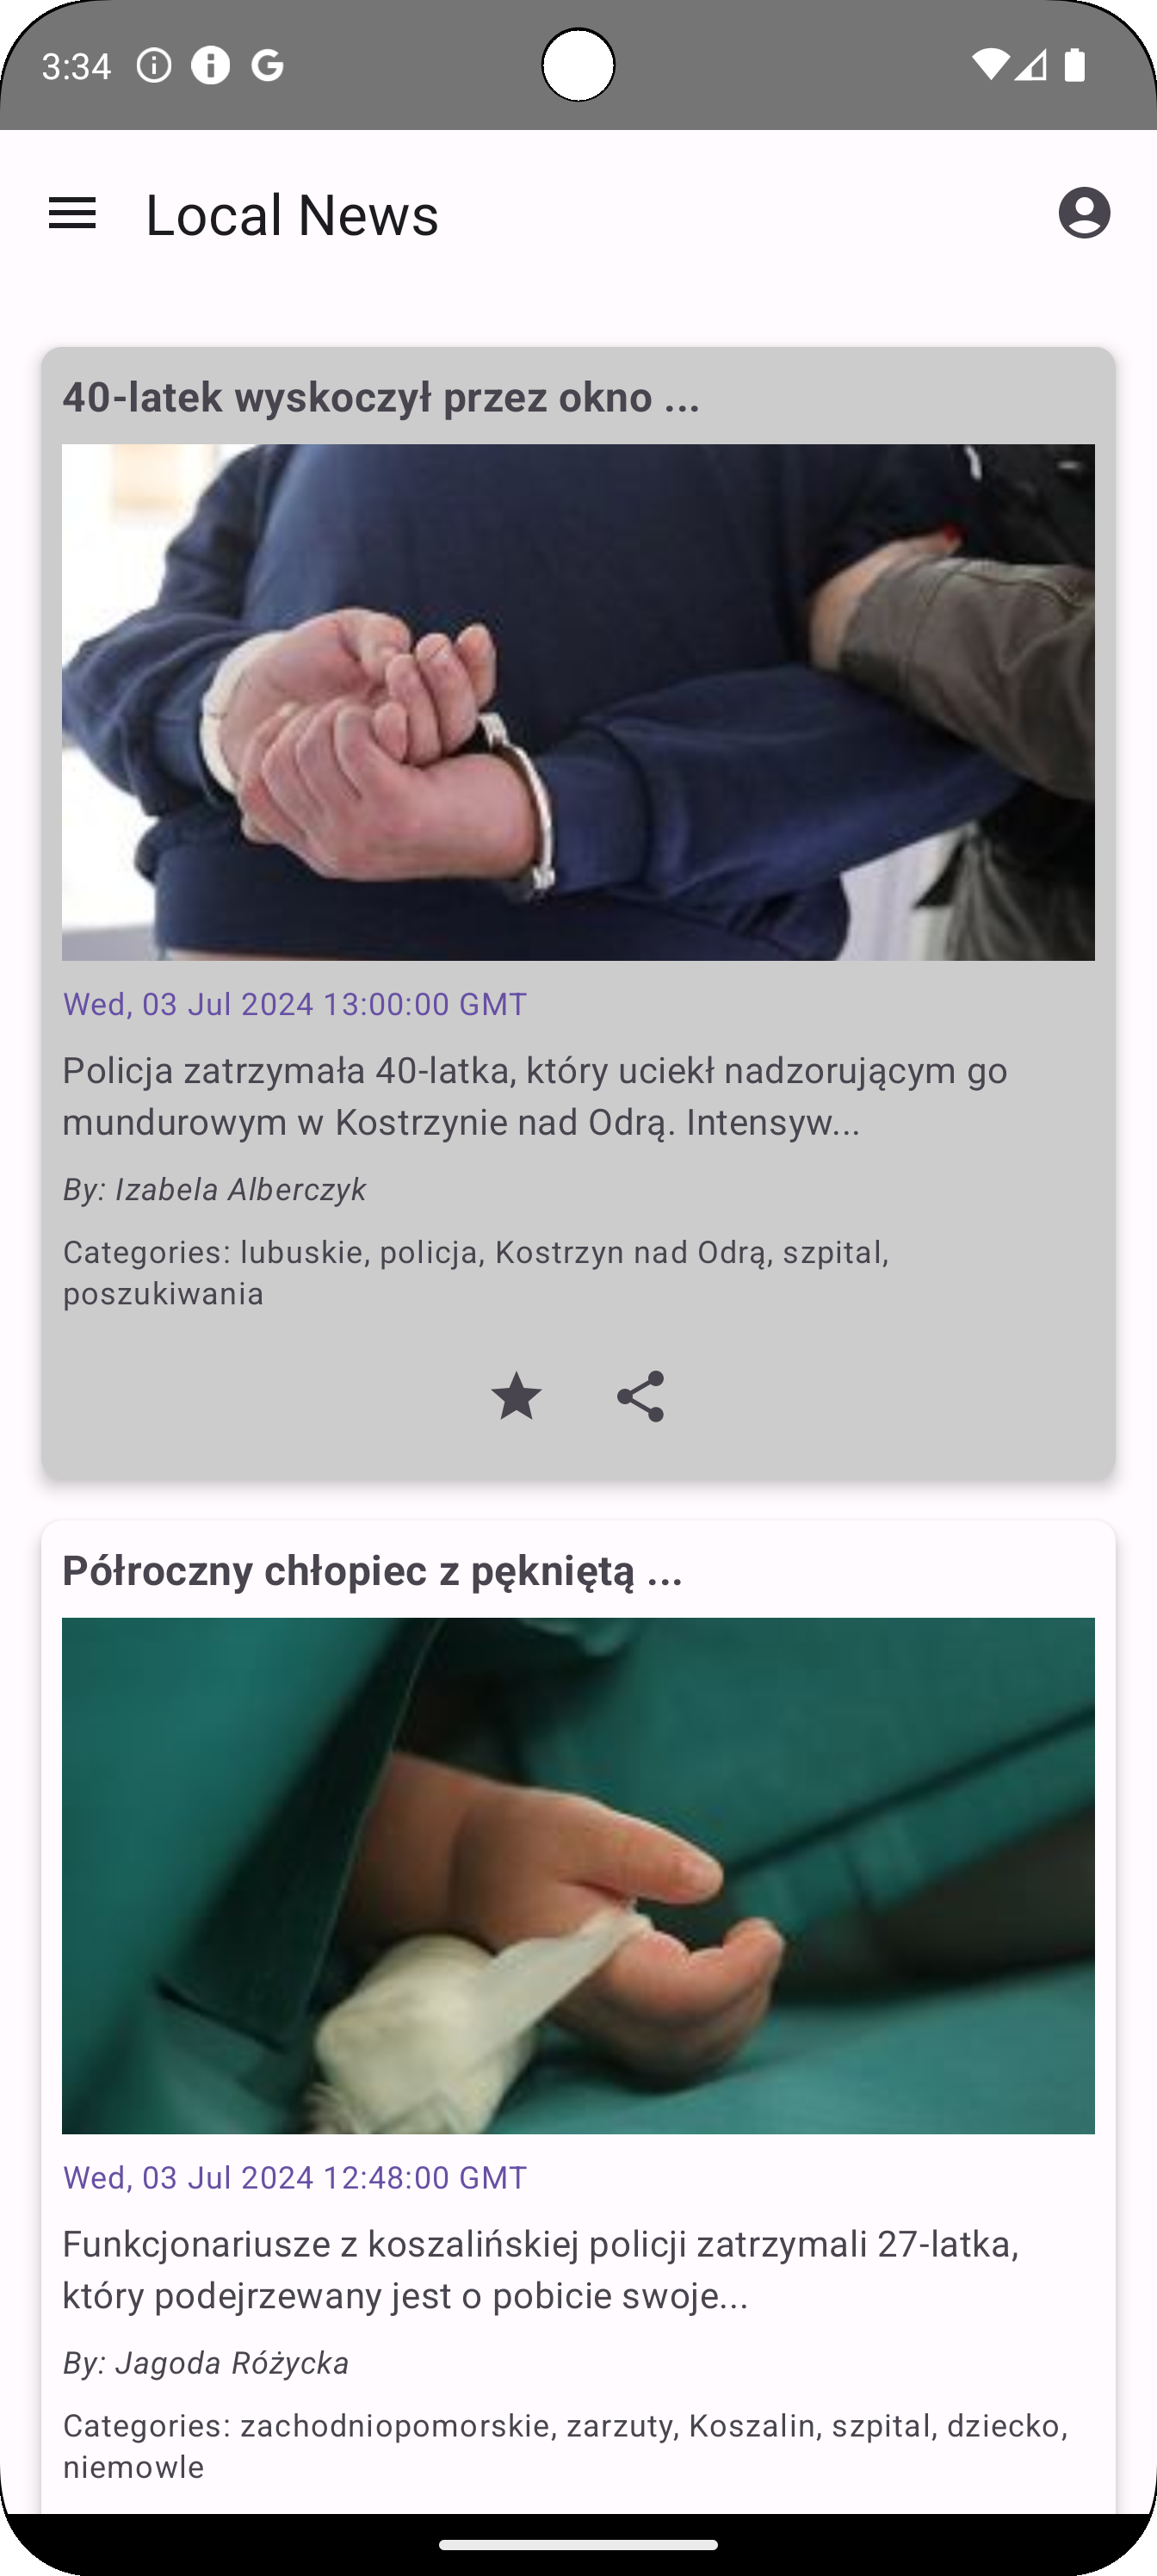 3:34
Local News
40-latek wyskoczył przez okno ...
Wed, 03 Jul 2024 13:00:00 GMT
Policja zatrzymała 40-latka, który uciekł nadzorującym go
mundurowym w Kostrzynie nad Odrą. Intensyw...
By: Izabela Alberczyk
Categories: lubuskie, policja, Kostrzyn nad Odrą, szpital,
poszukiwania
Półroczny chłopiec z pękniętą ...
Wed, 03 Jul 2024 12:48:00 GMT
Funkcjonariusze z koszalińskiej policji zatrzymali 27-latka,
który podejrzewany jest o pobicie swoje...
By: Jagoda Różycka
Categories: zachodniopomorskie, zarzuty, Koszalin, szpital, dziecko,
niemowle